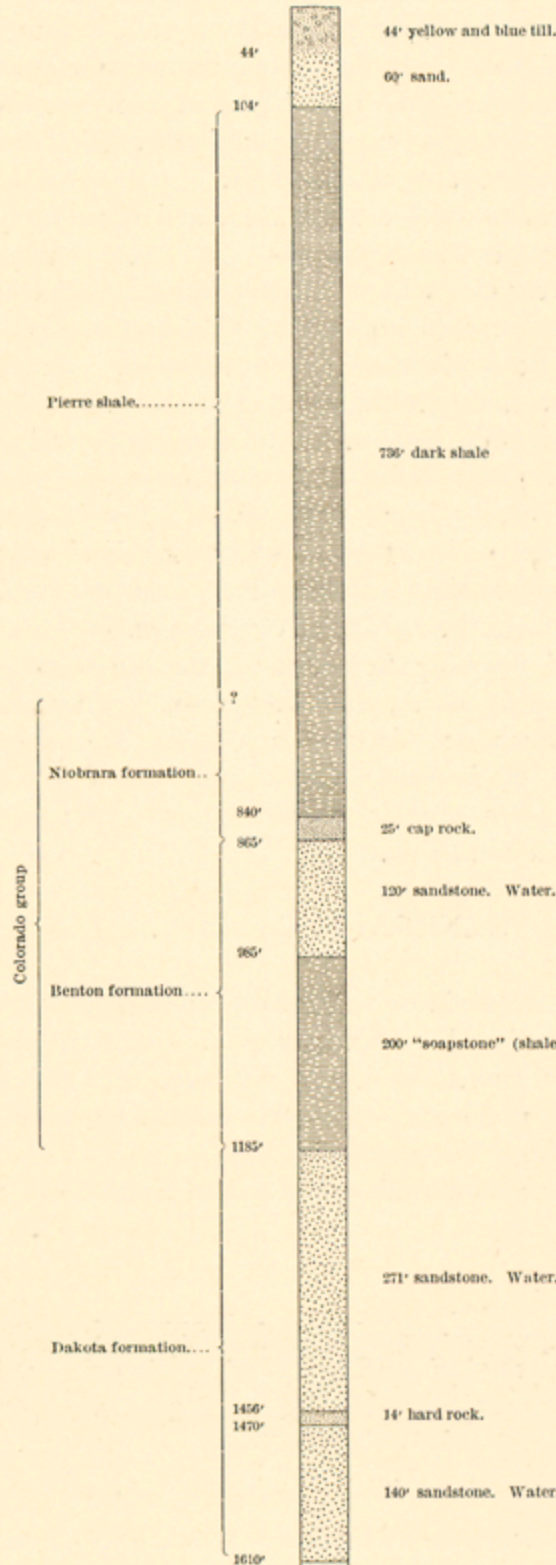 44' yellow and blue till.
44'
60' sand.
104'
Pierre shale..........
736' dark shale
?
Niobrara formation..
840'
25' cap rock.
865'
Colorado group
120' sandstone. Water.
985'
Benton formation....
200' "soapstone" (shale
1185'
271' sandstone. Water.
Dakota formation....
1456'
14' hard rock.
1470'
140' sandstone. Water
1610'